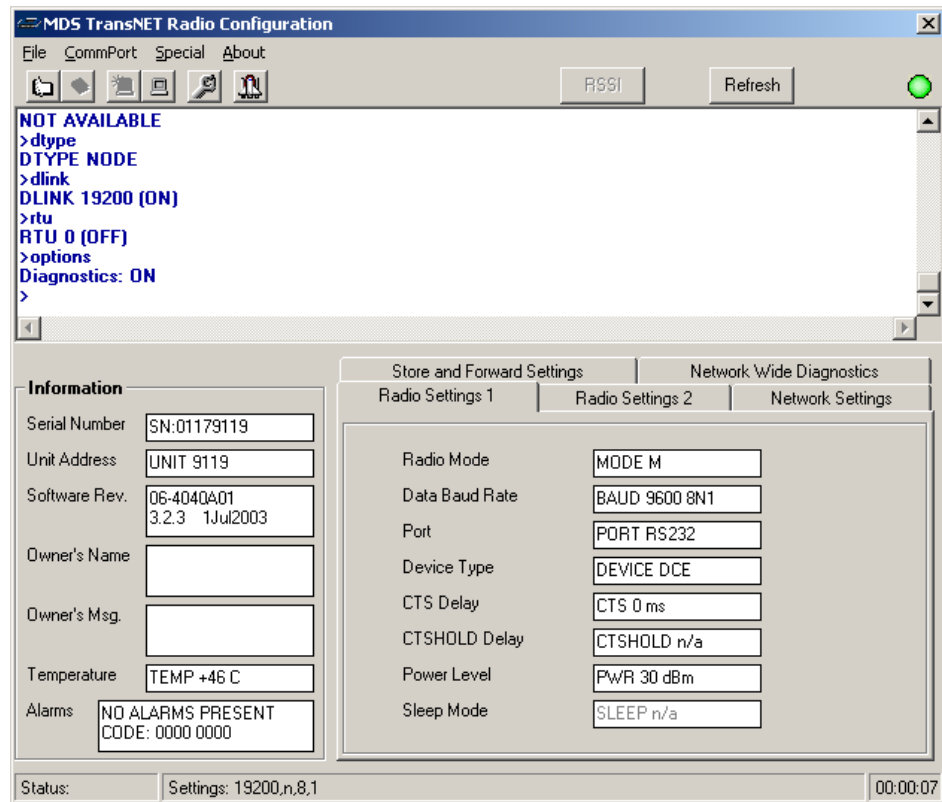 MDS TransNET Radio Configuration
File CommPort Special About
RSSI Refresh
NOT AVAILABLE
>dtype
DTYPE NODE
>dlink
DLINK 19200 (ON)
>rtu
RTU 0 (OFF)
>options
Diagnostics: ON
>
Information
Serial Number SN:01179119
Unit Address UNIT 9119
Software Rev. 06-4040A01
3.2.3 1Jul2003
Owner's Name
Owner's Msg.
Temperature TEMP +46 C
Alarms NO ALARMS PRESENT
CODE: 0000 0000
Store and Forward Settings Network Wide Diagnostics
Radio Settings 1 Radio Settings 2 Network Settings
Radio Mode MODE M
Data Baud Rate BAUD 9600 8N1
Port PORT RS232
Device Type DEVICE DCE
CTS Delay CTS 0 ms
CTSHOLD Delay CTSHOLD n/a
Power Level PWR 30 dBm
Sleep Mode SLEEP n/a
Status: Settings: 19200,n,8,1 00:00:07